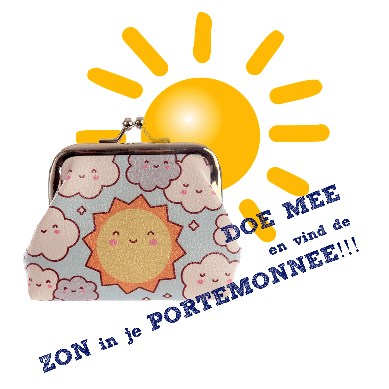 DOE MEE
en vind de
ZON in je PORTEMONNEE!!!